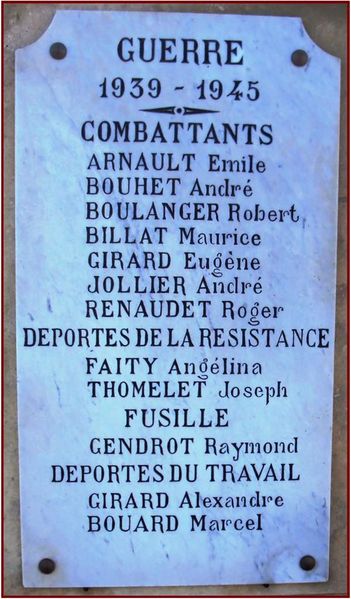 GUERRE
1939 - 1945
COMBATTANTS
ARNAULT Emile
BOUHET André
BOULANGER Robert
BILLAT Maurice
GIRARD Eugène
JOLLIER André
RENAUDET Roger
DEPORTES DE LA RESISTANCE
FAITY Angélina
THOMELET Joseph
FUSILLE
GENDROT Raymond
DEPORTES DU TRAVAIL
GIRARD Alexandre
BOUARD Marcel